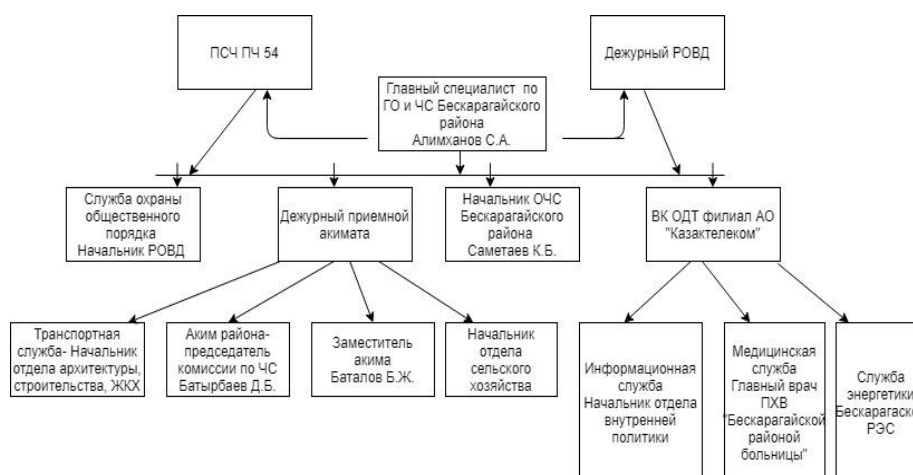 ПСЧ ПЧ 54
Дежурный РОВД
Главный специалист по
ГО и ЧС Бескарагайского
района
Алимханов С.А.
Служба охраны
общественного
порядка
Начальник РОВД
Дежурный приемной
акимата
Начальник ОЧС
Бескарагайского
района
Саметаев К.Б.
ВК ОДТ филиал АО
"Казактелеком"
Транспортная
служба- Начальник
отдела архитектуры,
строительства, ЖКХ
Аким района-
председатель
комиссии по ЧС
Батырбаев Д.Б.
Заместитель
акима
Баталов Б.Ж.
Начальник
отдела
сельского
хозяйства
Информационная
служба
Начальник отдела
внутренней
политики
Медицинская
служба
Главный врач
ПХВ
"Бескарагайской
районой
больницы"
Служба
энергетики
РЭС